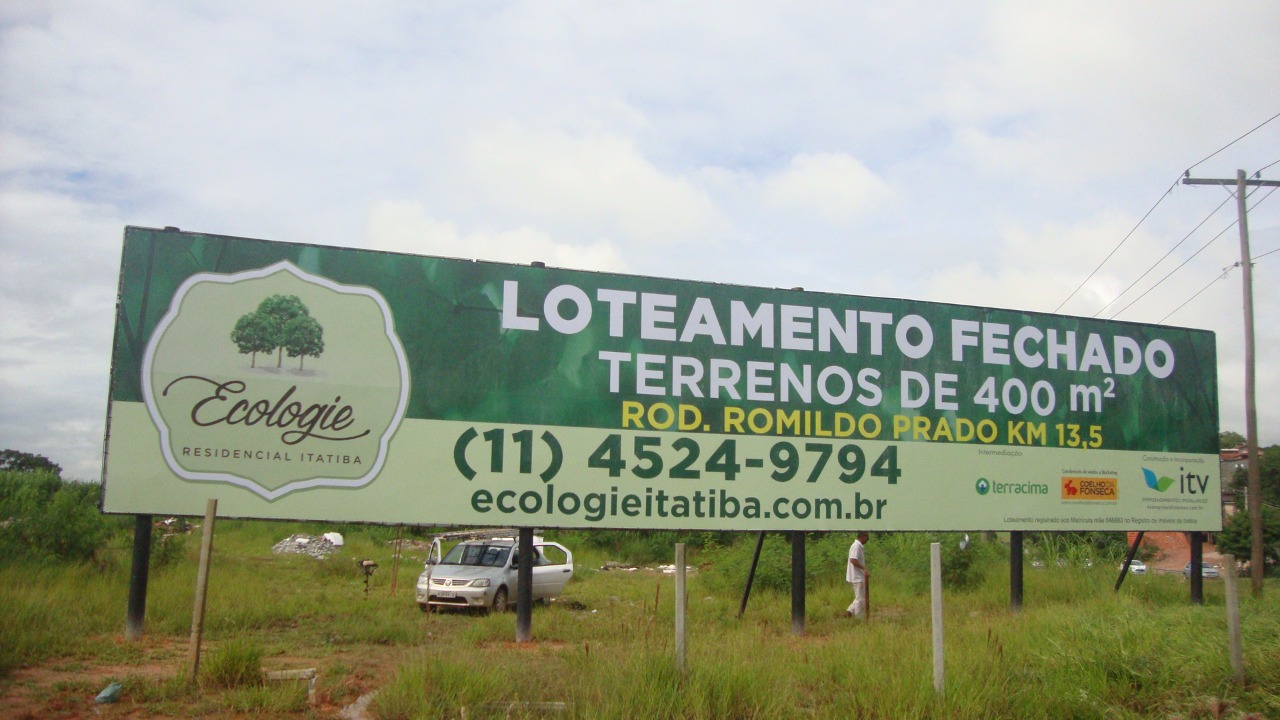 Ecologie
RESIDENCIAL ITATIBA
LOTEAMENTO FECHADO
TERRENOS DE 400 m²
ROD. ROMILDO PRADO KM 13,5
(11) 4524-9794
ecologieitatiba.com.br
Intermediação
terracima
COELHO DA FONSECA
itv